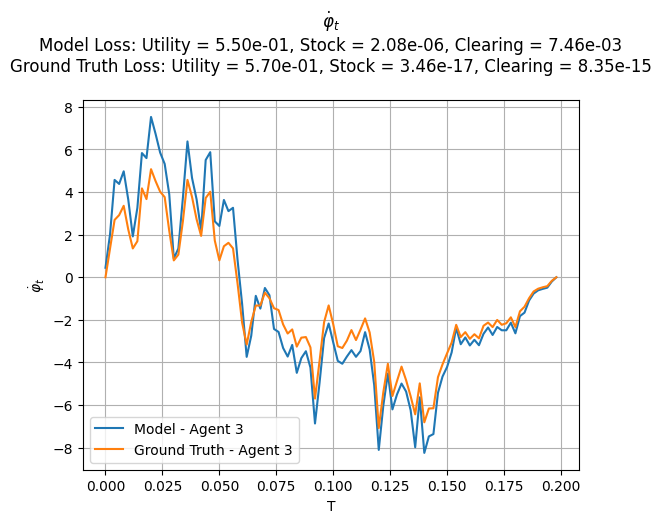 φ̇ₜ
Model Loss: Utility = 5.50e-01, Stock = 2.08e-06, Clearing = 7.46e-03
Ground Truth Loss: Utility = 5.70e-01, Stock = 3.46e-17, Clearing = 8.35e-15
8
6
4
2
0
−2
−4
−6
−8
φ̇ₜ
Model - Agent 3
Ground Truth - Agent 3
0.000 0.025 0.050 0.075 0.100 0.125 0.150 0.175 0.200
T